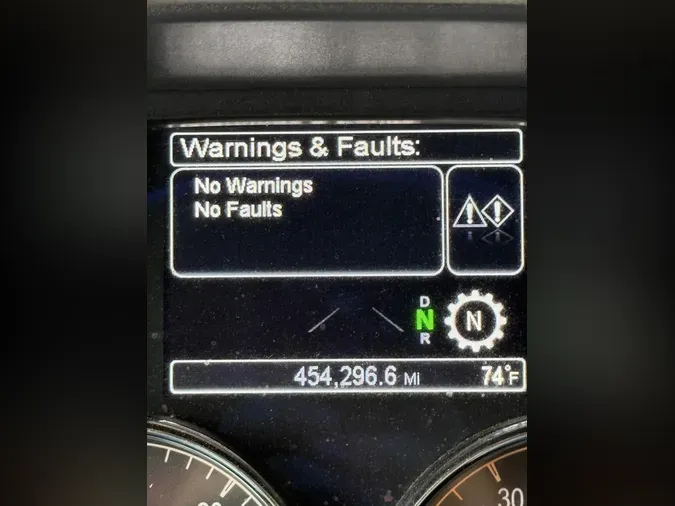 Warnings & Faults:
No Warnings
No Faults
D
N
R
N
454,296.6 Mi
74°F
30